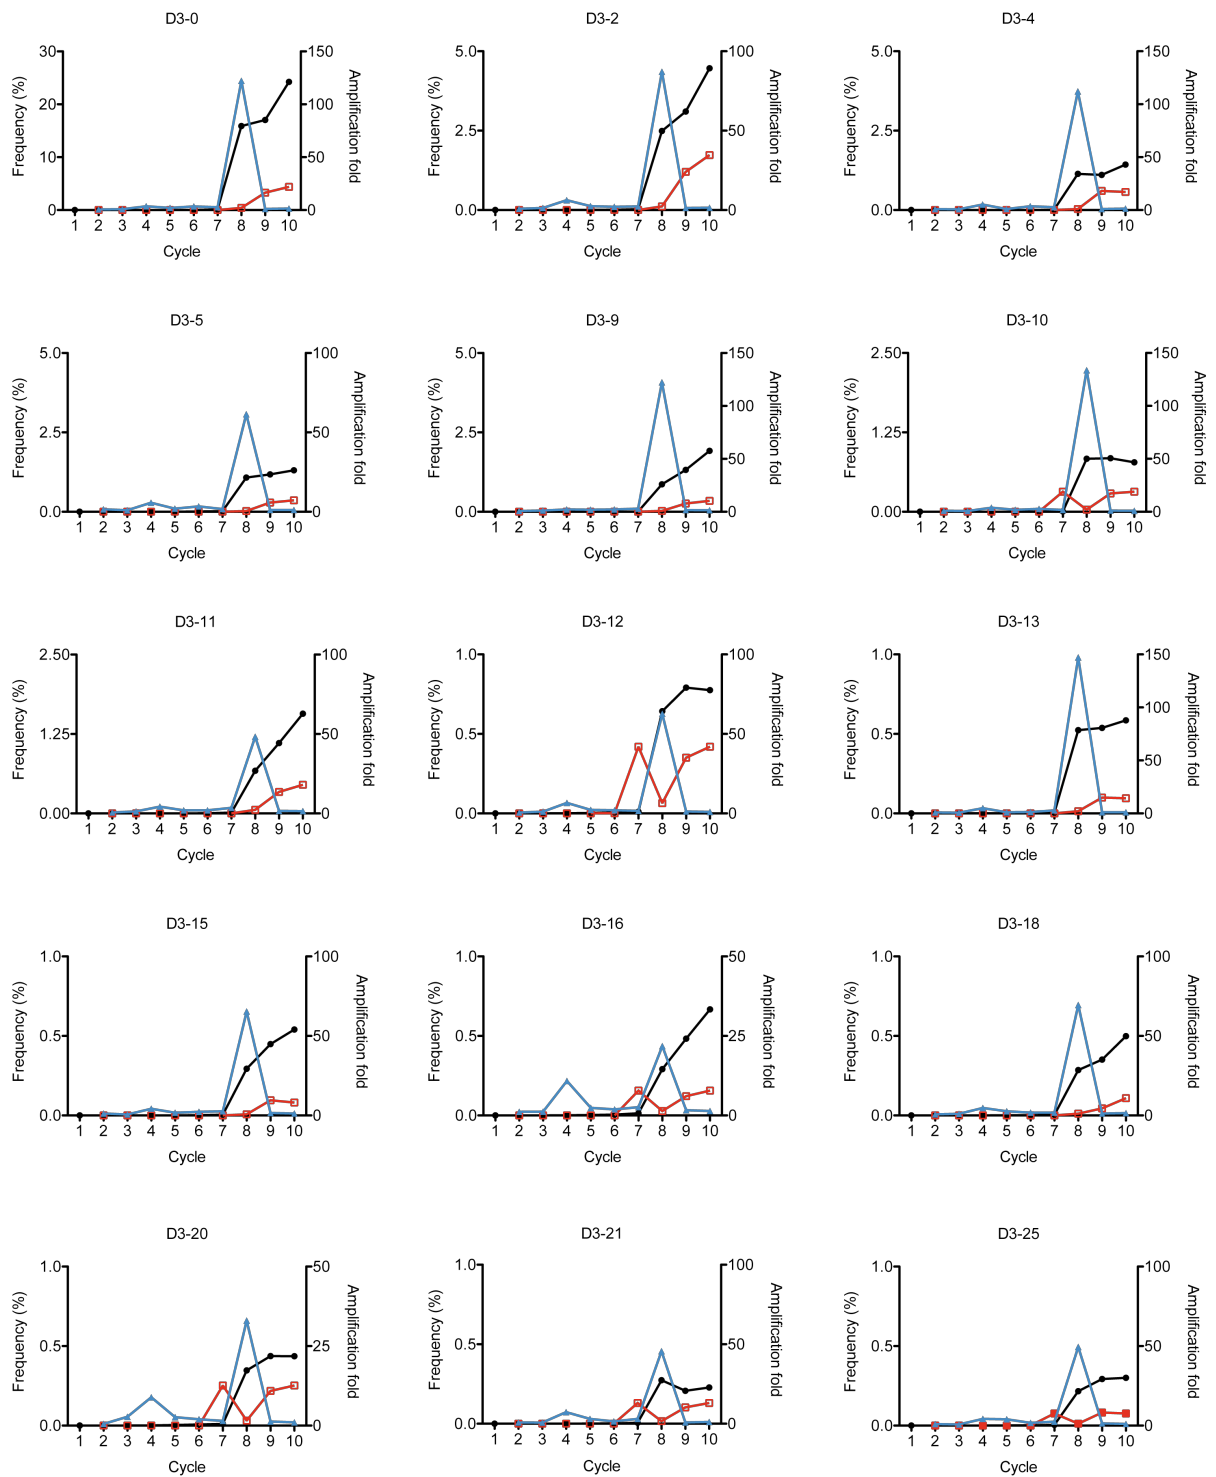 D3-0
D3-2
D3-4
30
20
10
0
Frequency (%)
150
100
50
0
Amplification fold
1 2 3 4 5 6 7 8 9 10
Cycle
5.0
2.5
0.0
Frequency (%)
100
50
0
Amplification fold
1 2 3 4 5 6 7 8 9 10
Cycle
5.0
2.5
0.0
Frequency (%)
150
100
50
0
Amplification fold
1 2 3 4 5 6 7 8 9 10
Cycle
D3-5
D3-9
D3-10
5.0
2.5
0.0
Frequency (%)
100
50
0
Amplification fold
1 2 3 4 5 6 7 8 9 10
Cycle
5.0
2.5
0.0
Frequency (%)
150
100
50
0
Amplification fold
1 2 3 4 5 6 7 8 9 10
Cycle
2.50
1.25
0.00
Frequency (%)
150
100
50
0
Amplification fold
1 2 3 4 5 6 7 8 9 10
Cycle
D3-11
D3-12
D3-13
2.50
1.25
0.00
Frequency (%)
100
50
0
Amplification fold
1 2 3 4 5 6 7 8 9 10
Cycle
1.0
0.5
0.0
Frequency (%)
100
50
0
Amplification fold
1 2 3 4 5 6 7 8 9 10
Cycle
1.0
0.5
0.0
Frequency (%)
150
100
50
0
Amplification fold
1 2 3 4 5 6 7 8 9 10
Cycle
D3-15
D3-16
D3-18
1.0
0.5
0.0
Frequency (%)
100
50
0
Amplification fold
1 2 3 4 5 6 7 8 9 10
Cycle
1.0
0.5
0.0
Frequency (%)
50
25
0
Amplification fold
1 2 3 4 5 6 7 8 9 10
Cycle
1.0
0.5
0.0
Frequency (%)
100
50
0
Amplification fold
1 2 3 4 5 6 7 8 9 10
Cycle
D3-20
D3-21
D3-25
1.0
0.5
0.0
Frequency (%)
50
25
0
Amplification fold
1 2 3 4 5 6 7 8 9 10
Cycle
1.0
0.5
0.0
Frequency (%)
100
50
0
Amplification fold
1 2 3 4 5 6 7 8 9 10
Cycle
1.0
0.5
0.0
Frequency (%)
100
50
0
Amplification fold
1 2 3 4 5 6 7 8 9 10
Cycle